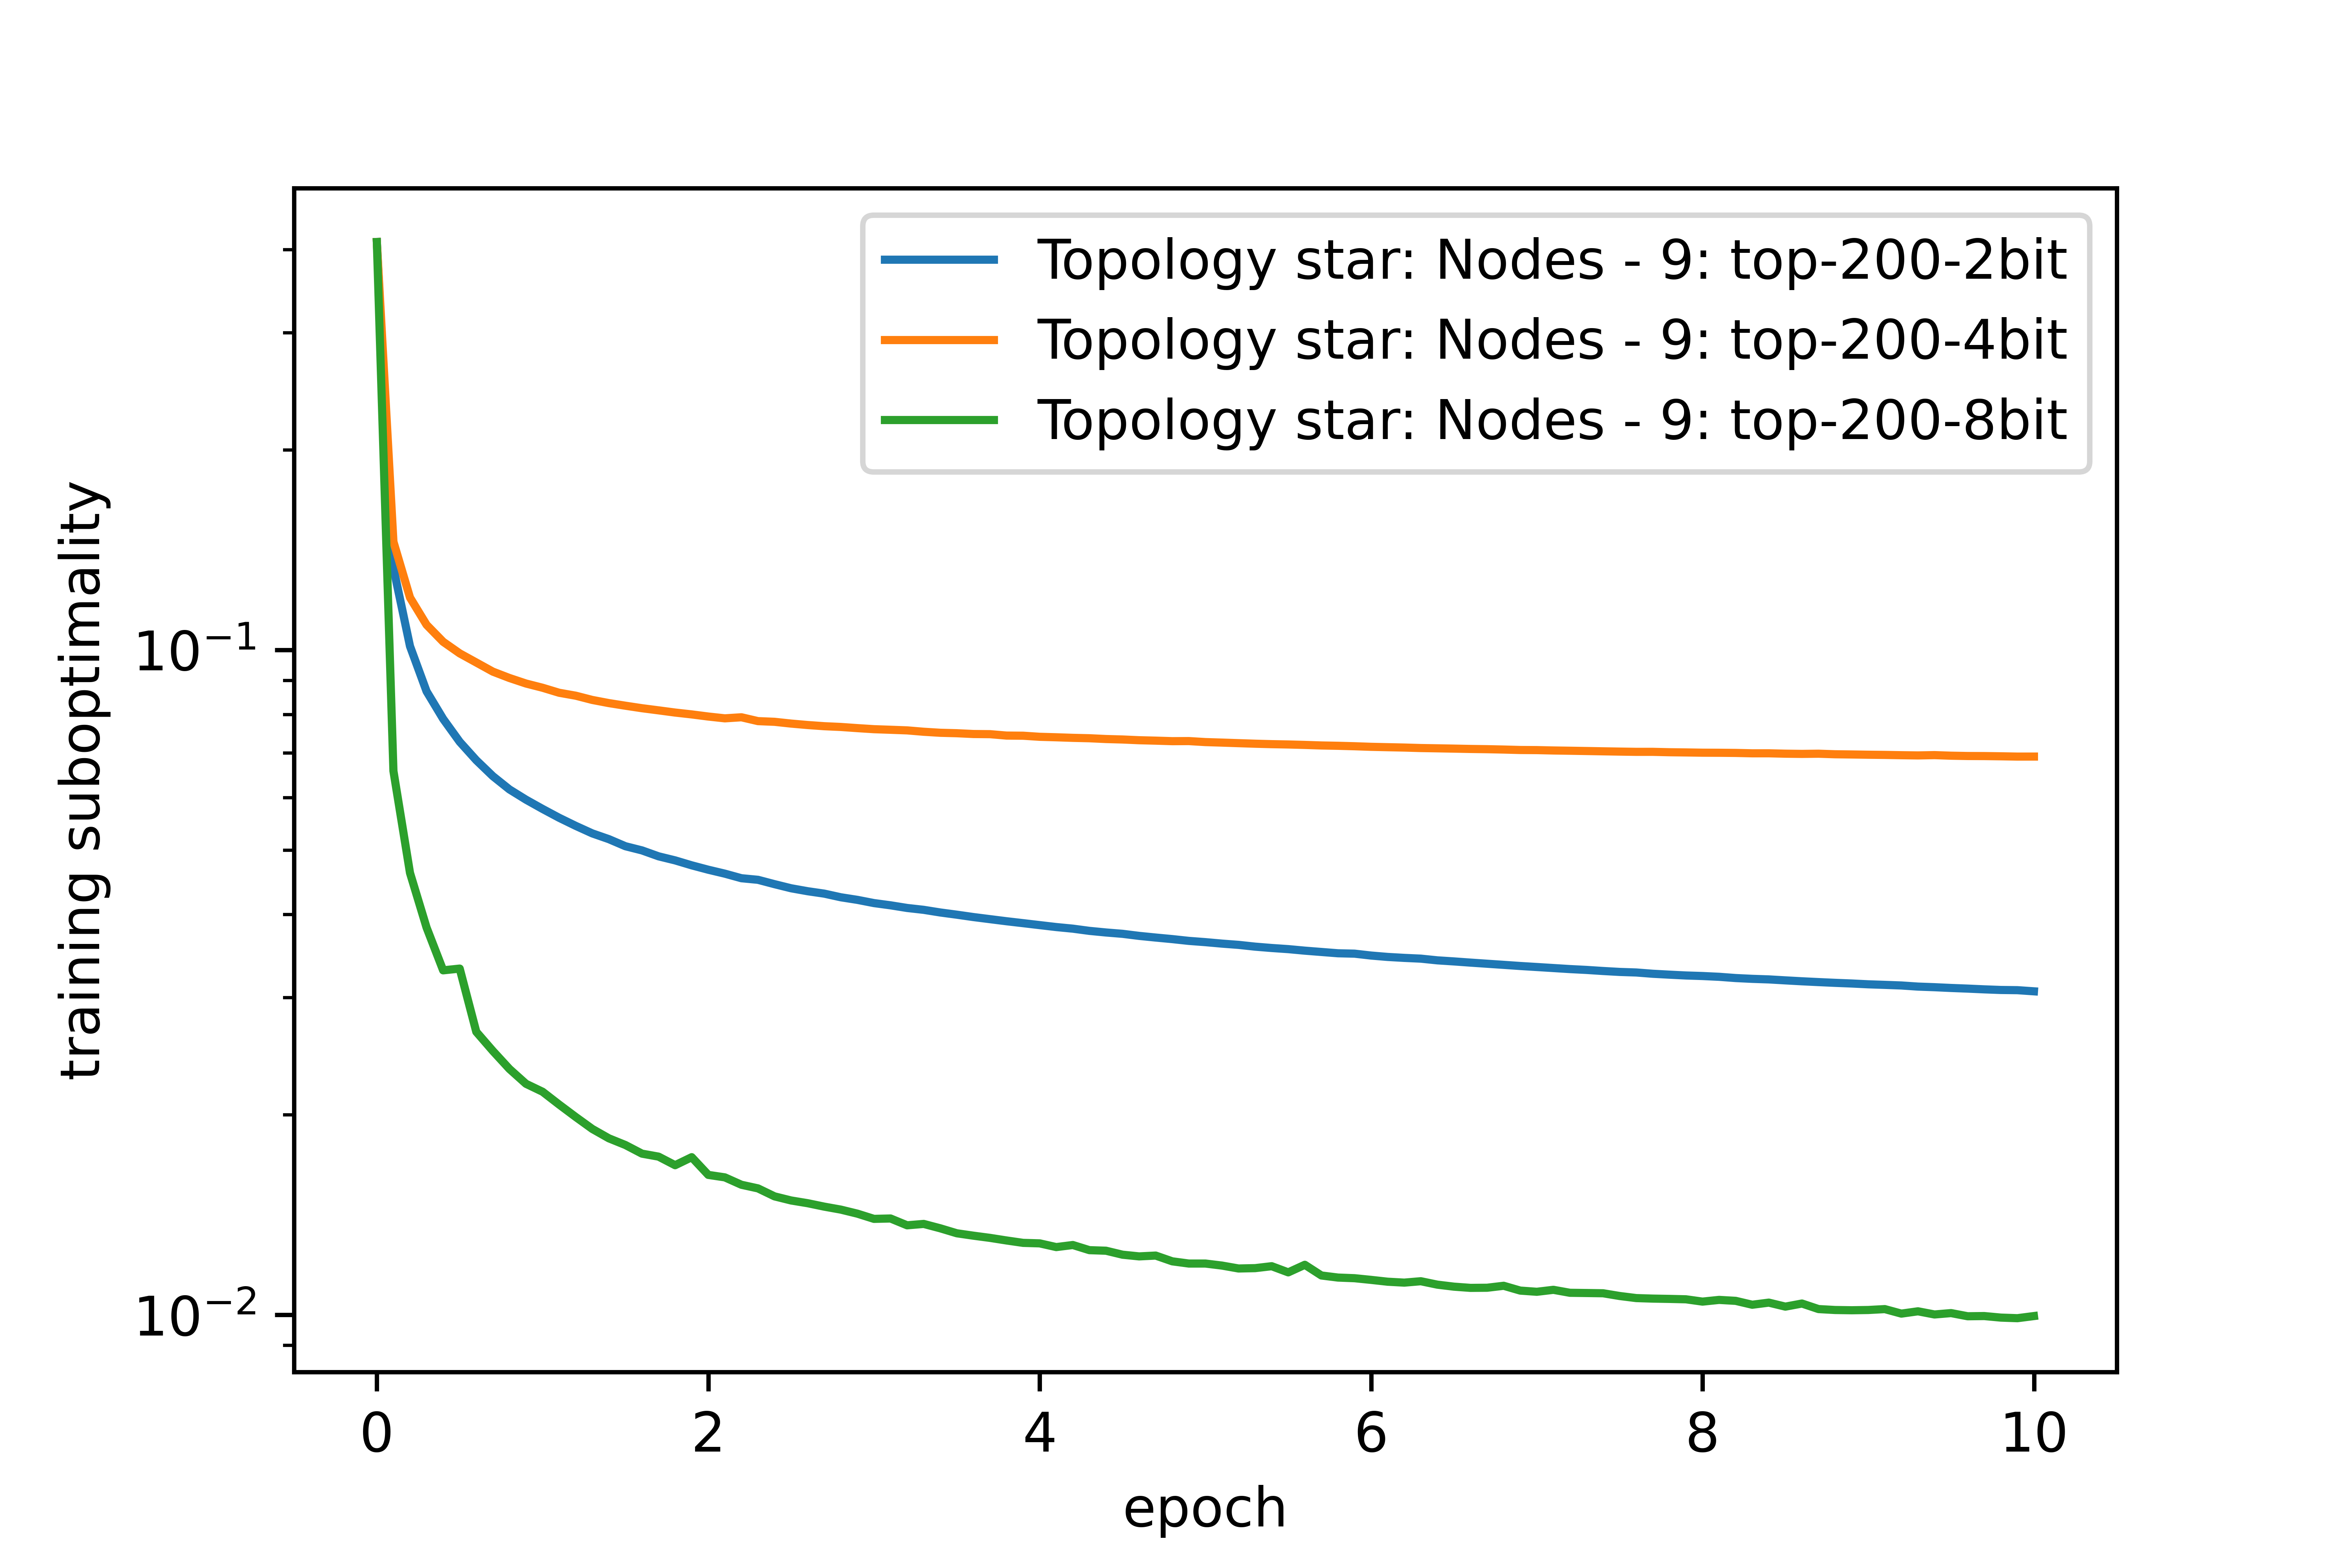 Topology star: Nodes - 9: top-200-2bit
Topology star: Nodes - 9: top-200-4bit
Topology star: Nodes - 9: top-200-8bit
training suboptimality
10⁻¹
10⁻²
0 2 4 6 8 10
epoch